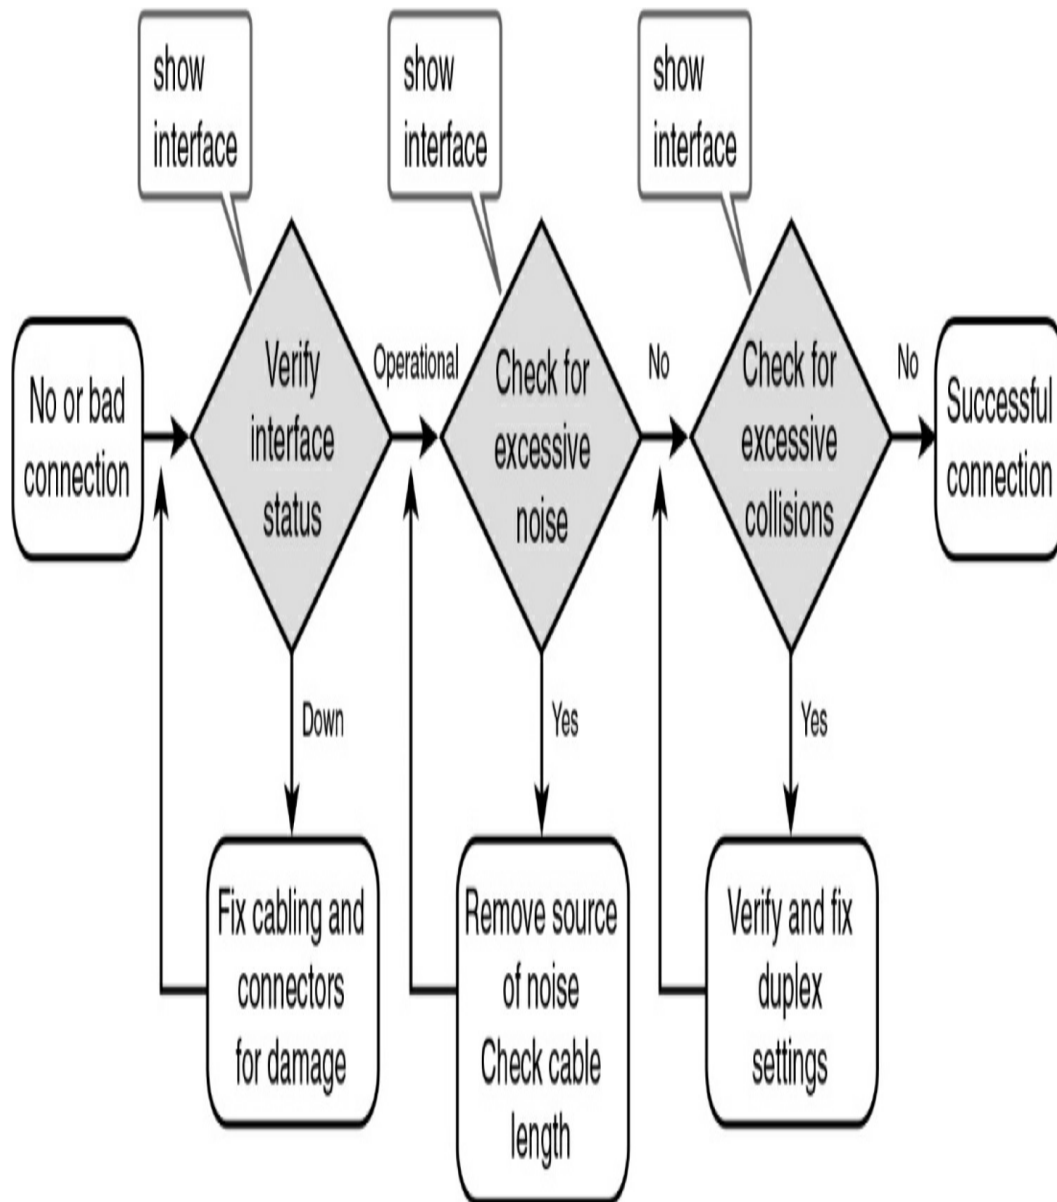 show
interface
show
interface
show
interface
No or bad
connection
Verify
interface
status
Operational
Check for
excessive
noise
No
Check for
excessive
collisions
No
Successful
connection
Down
Yes
Yes
Fix cabling and
connectors
for damage
Remove source
of noise
Check cable
length
Verify and fix
duplex
settings